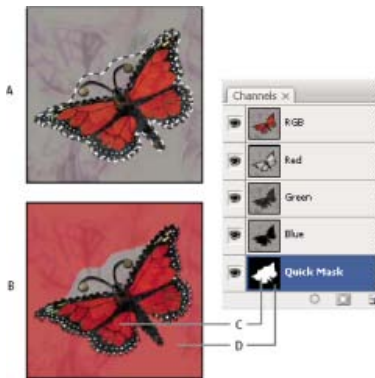 A
Channels ×
RGB
Red
Green
Blue
B
Quick Mask
C
D